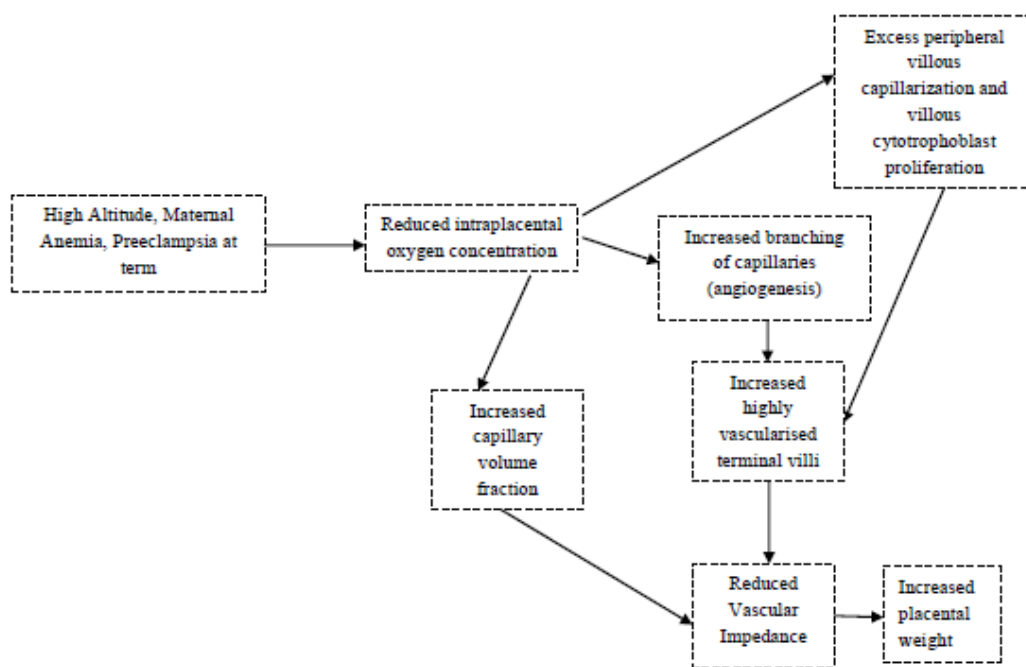 Excess peripheral
villous
capillarization and
villous
cytotrophoblast
proliferation
High Altitude, Maternal
Anemia, Preeclampsia at
term
Reduced intraplacental
oxygen concentration
Increased branching
of capillaries
(angiogenesis)
Increased
capillary
volume
fraction
Increased
highly
vascularised
terminal villi
Reduced
Vascular
Impedance
Increased
placental
weight